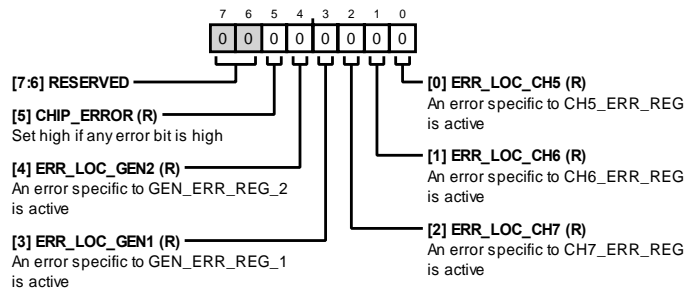 7 6 5 4 3 2 1 0
0 0 0 0 0 0 0 0
[7:6] RESERVED
[5] CHIP_ERROR (R)
Set high if any error bit is high
[4] ERR_LOC_GEN2 (R)
An error specific to GEN_ERR_REG_2
is active
[3] ERR_LOC_GEN1 (R)
An error specific to GEN_ERR_REG_1
is active
[0] ERR_LOC_CH5 (R)
An error specific to CH5_ERR_REG
is active
[1] ERR_LOC_CH6 (R)
An error specific to CH6_ERR_REG
is active
[2] ERR_LOC_CH7 (R)
An error specific to CH7_ERR_REG
is active